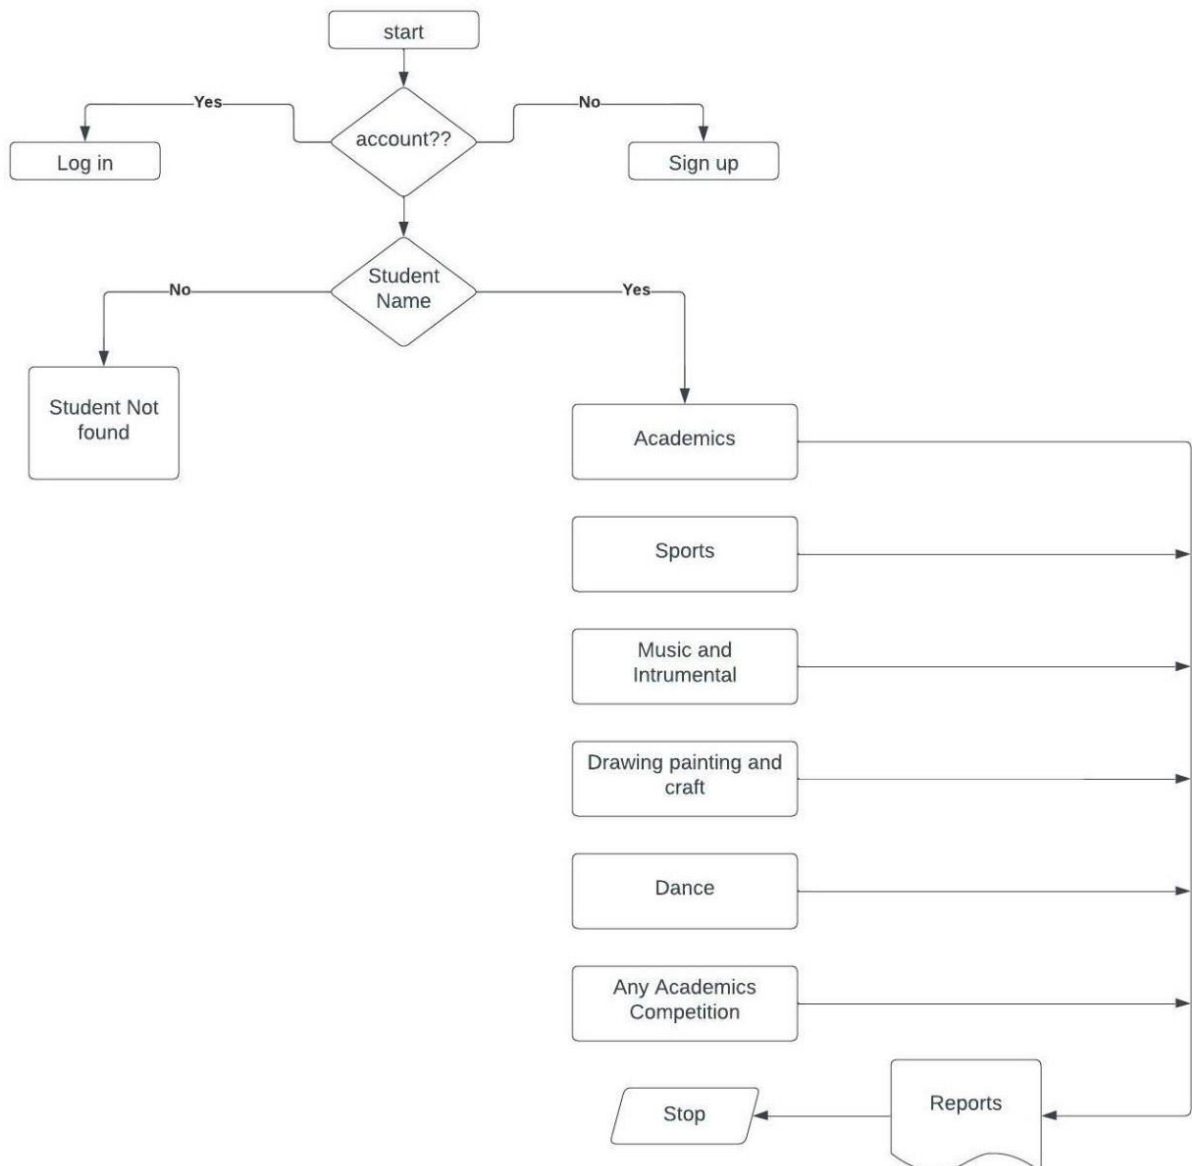 start
Yes
No
account??
Log in
Sign up
Student
Name
No
Yes
Student Not
found
Academics
Sports
Music and
Intrumental
Drawing painting and
craft
Dance
Any Academics
Competition
Reports
Stop